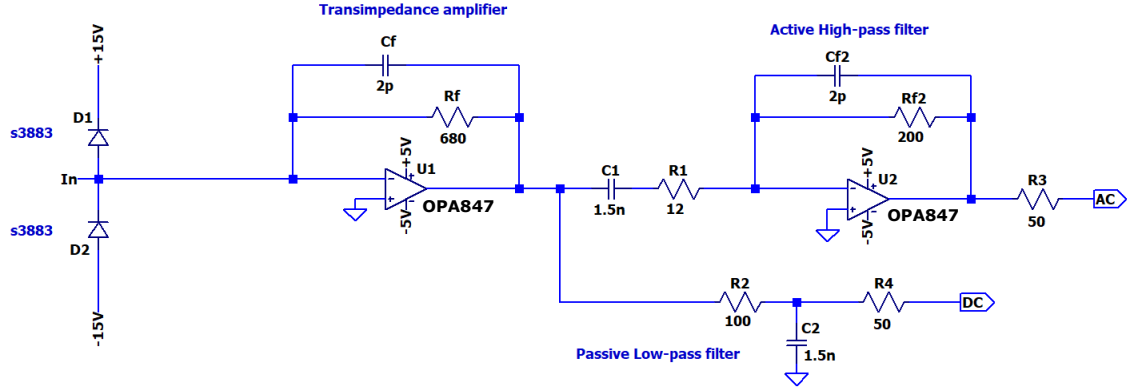 Transimpedance amplifier
Active High-pass filter
+15V
Cf
2p
Cf2
2p
s3883
D1
Rf
680
Rf2
200
+5V
U1
+5V
U2
In
C1
1.5n
R1
12
R3
50
AC
-5V
OPA847
-5V
OPA847
s3883
D2
-15V
R2
100
R4
50
DC
C2
1.5n
Passive Low-pass filter